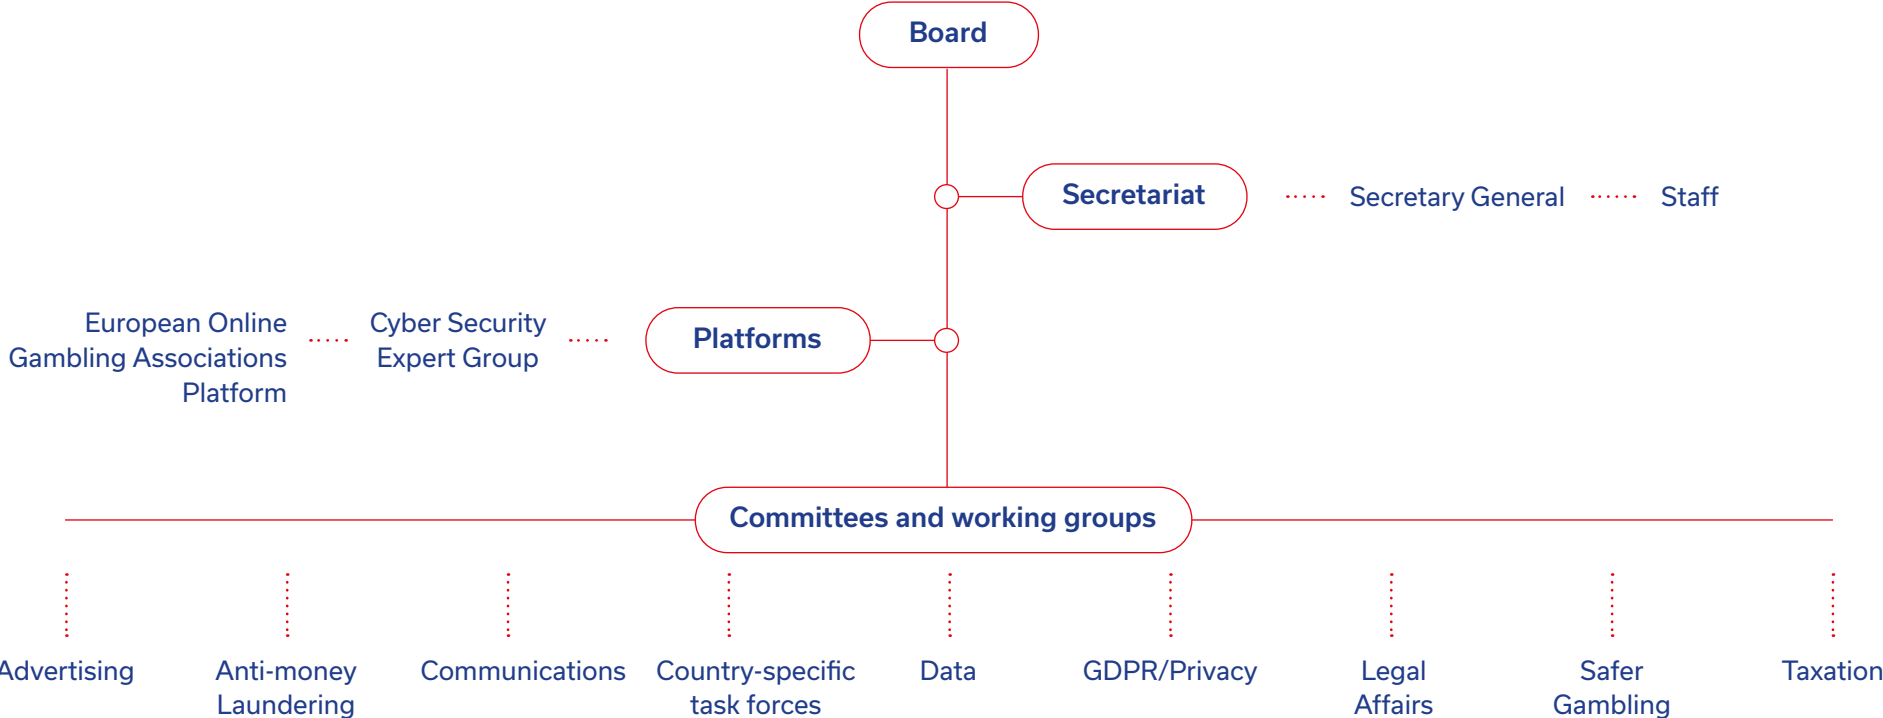 Board
Secretariat
Secretary General
Staff
European Online
Gambling Associations
Platform
Cyber Security
Expert Group
Platforms
Committees and working groups
Advertising
Anti-money
Laundering
Communications
Country-specific
task forces
Data
GDPR/Privacy
Legal
Affairs
Safer
Gambling
Taxation